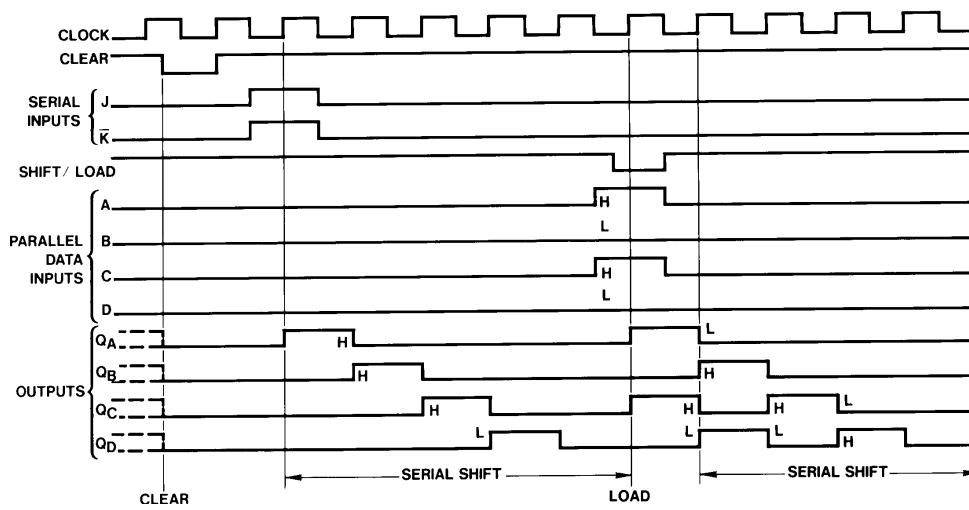 CLOCK
CLEAR
SERIAL INPUTS
J
K̅
SHIFT / LOAD
PARALLEL DATA INPUTS
A
H
L
B
C
H
L
D
OUTPUTS
QA
H
L
QB
H
H
QC
H
H
H
L
QD
L
L
L
H
SERIAL SHIFT
SERIAL SHIFT
CLEAR
LOAD